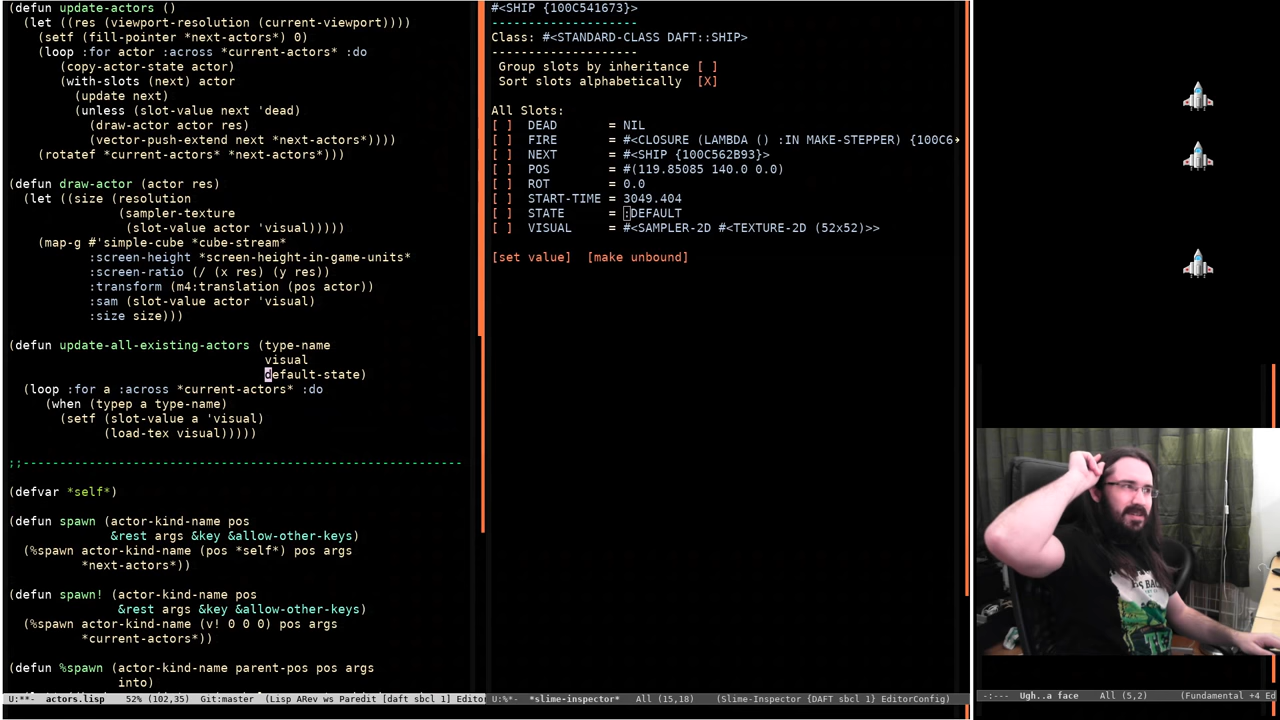 (defun update-actors ()
  (let ((res (viewport-resolution (current-viewport))))
    (setf (fill-pointer *next-actors*) 0)
    (loop :for actor :across *current-actors* :do
       (copy-actor-state actor)
       (with-slots (next) actor
         (update next)
         (unless (slot-value next 'dead)
           (draw-actor actor res)
           (vector-push-extend next *next-actors*))))
    (rotatef *current-actors* *next-actors*)))
(defun draw-actor (actor res)
  (let ((size (resolution
               (sampler-texture
                (slot-value actor 'visual)))))
    (map-g #'simple-cube *cube-stream*
           :screen-height *screen-height-in-game-units*
           :screen-ratio (/ (x res) (y res))
           :transform (m4:translation (pos actor))
           :sam (slot-value actor 'visual)
           :size size)))
(defun update-all-existing-actors (type-name
                                   visual
                                   default-state)
  (loop :for a :across *current-actors* :do
     (when (typep a type-name)
       (setf (slot-value a 'visual)
             (load-tex visual)))))
;;------------------------------------------------------------
(defvar *self*)
(defun spawn (actor-kind-name pos
              &rest args &key &allow-other-keys)
  (%spawn actor-kind-name (pos *self*) pos args
          *next-actors*))
(defun spawn! (actor-kind-name pos
               &rest args &key &allow-other-keys)
  (%spawn actor-kind-name (v! 0 0 0) pos args
          *current-actors*))
(defun %spawn (actor-kind-name parent-pos pos args
               into)
U:**-  actors.lisp    52% (102,35)  Git:master  (Lisp ARev ws Paredit [daft sbcl 1] Editor
#<SHIP {100C541673}>
--------------------
Class: #<STANDARD-CLASS DAFT::SHIP>
--------------------
 Group slots by inheritance [ ]
 Sort slots alphabetically  [X]
All Slots:
[ ]  DEAD       = NIL
[ ]  FIRE       = #<CLOSURE (LAMBDA () :IN MAKE-STEPPER) {100C6
[ ]  NEXT       = #<SHIP {100C562B93}>
[ ]  POS        = #(119.85085 140.0 0.0)
[ ]  ROT        = 0.0
[ ]  START-TIME = 3049.404
[ ]  STATE      = :DEFAULT
[ ]  VISUAL     = #<SAMPLER-2D #<TEXTURE-2D (52x52)>>
[set value]  [make unbound]
U:%*-  *slime-inspector*   All (15,18)    (Slime-Inspector {DAFT sbcl 1} EditorConfig)
-:---  Ugh..a face    All (5,2)    (Fundamental +4 Ed